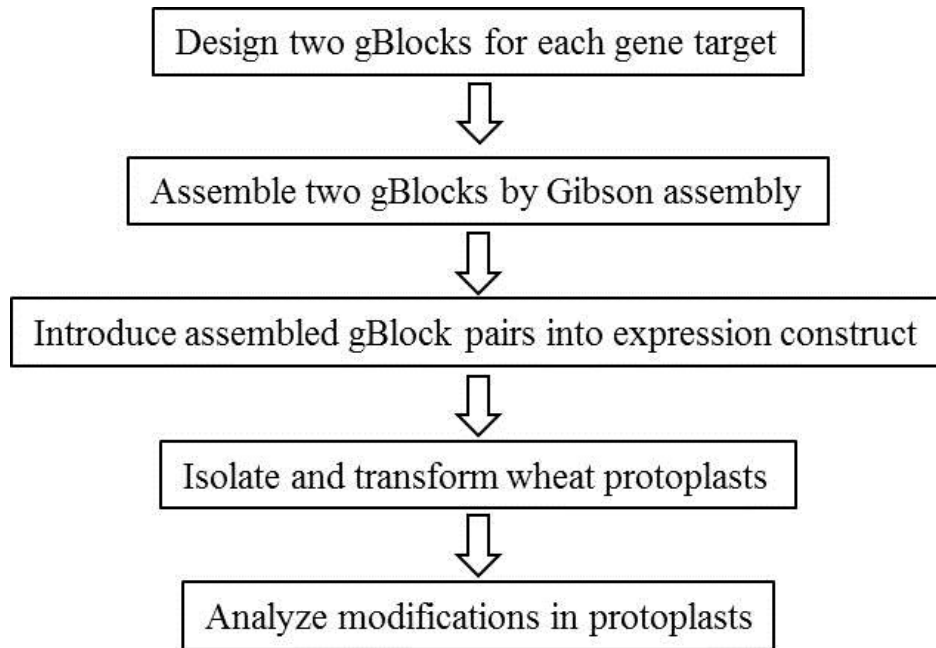 Design two gBlocks for each gene target
Assemble two gBlocks by Gibson assembly
Introduce assembled gBlock pairs into expression construct
Isolate and transform wheat protoplasts
Analyze modifications in protoplasts